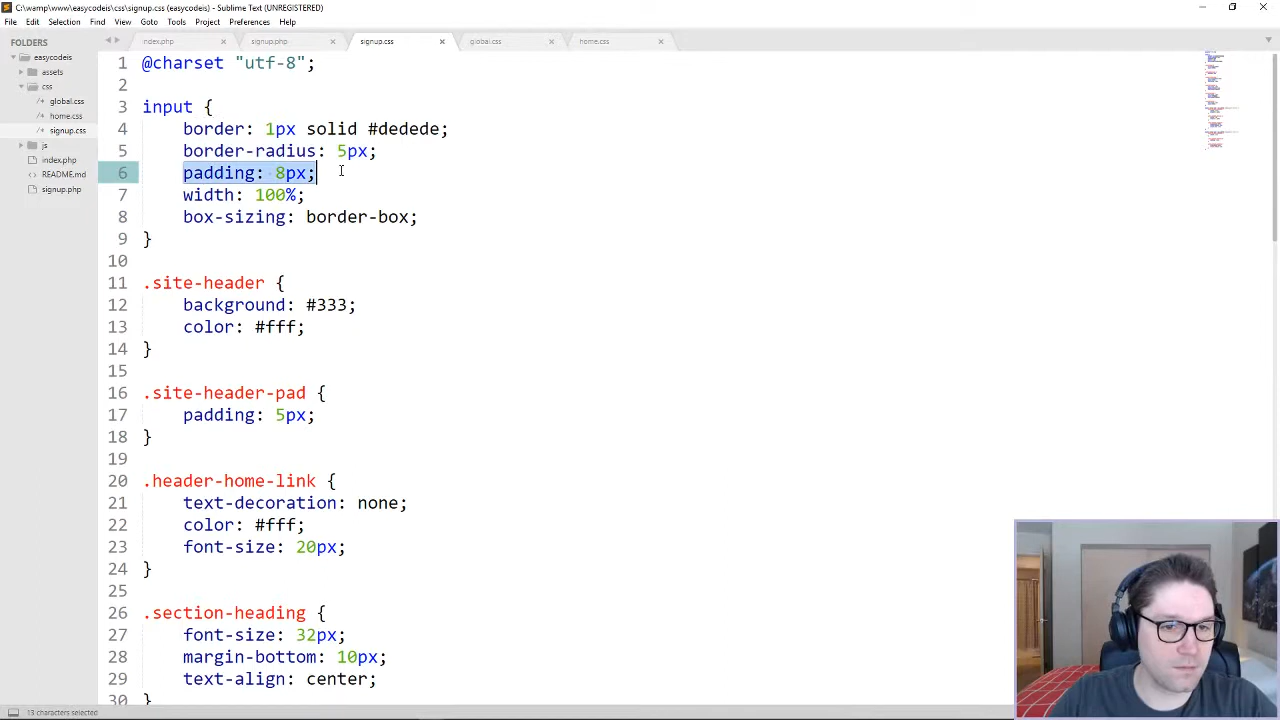 C:\wamp\www\easycodeis\css\signup.css (easycodeis) - Sublime Text (UNREGISTERED)
File Edit Selection Find View Goto Tools Project Preferences Help
FOLDERS
easycodeis
assets
css
global.css
home.css
signup.css
js
index.php
README.md
signup.php
index.php signup.php signup.css global.css home.css
1 @charset "utf-8";
2
3 input {
4 border: 1px solid #dedede;
5 border-radius: 5px;
6 padding: 8px;
7 width: 100%;
8 box-sizing: border-box;
9 }
10
11 .site-header {
12 background: #333;
13 color: #fff;
14 }
15
16 .site-header-pad {
17 padding: 5px;
18 }
19
20 .header-home-link {
21 text-decoration: none;
22 color: #fff;
23 font-size: 20px;
24 }
25
26 .section-heading {
27 font-size: 32px;
28 margin-bottom: 10px;
29 text-align: center;
30 }
13 characters selected